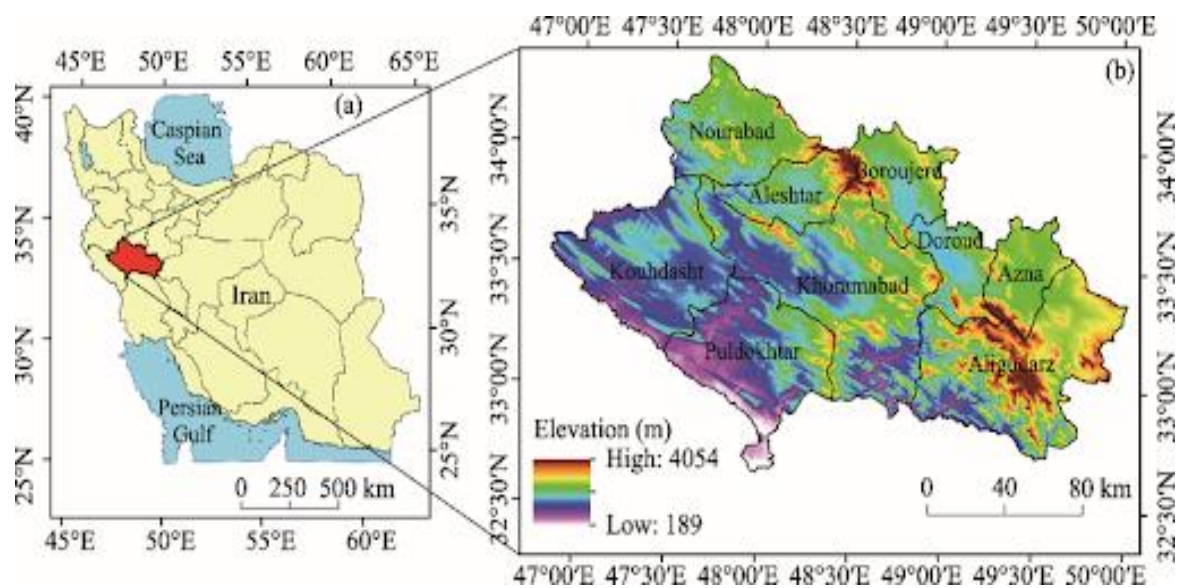 45°E 50°E 55°E 60°E 65°E
40°N
35°N
30°N
25°N
(a)
Caspian
Sea
Iran
Persian
Gulf
35°N
30°N
25°N
0 250 500 km
45°E 50°E 55°E 60°E
47°00'E 47°30'E 48°00'E 48°30'E 49°00'E 49°30'E 50°00'E
34°00'N
33°30'N
33°00'N
32°30'N
(b)
Nourabad
Boroujerd
Aleshtar
Doroud
Azna
Kouhdasht
Khoramabad
Puldokhtar
Aligudarz
Elevation (m)
High: 4054
Low: 189
0 40 80 km
34°00'N
33°30'N
33°00'N
32°30'N
47°00'E 47°30'E 48°00'E 48°30'E 49°00'E 49°30'E 50°00'E